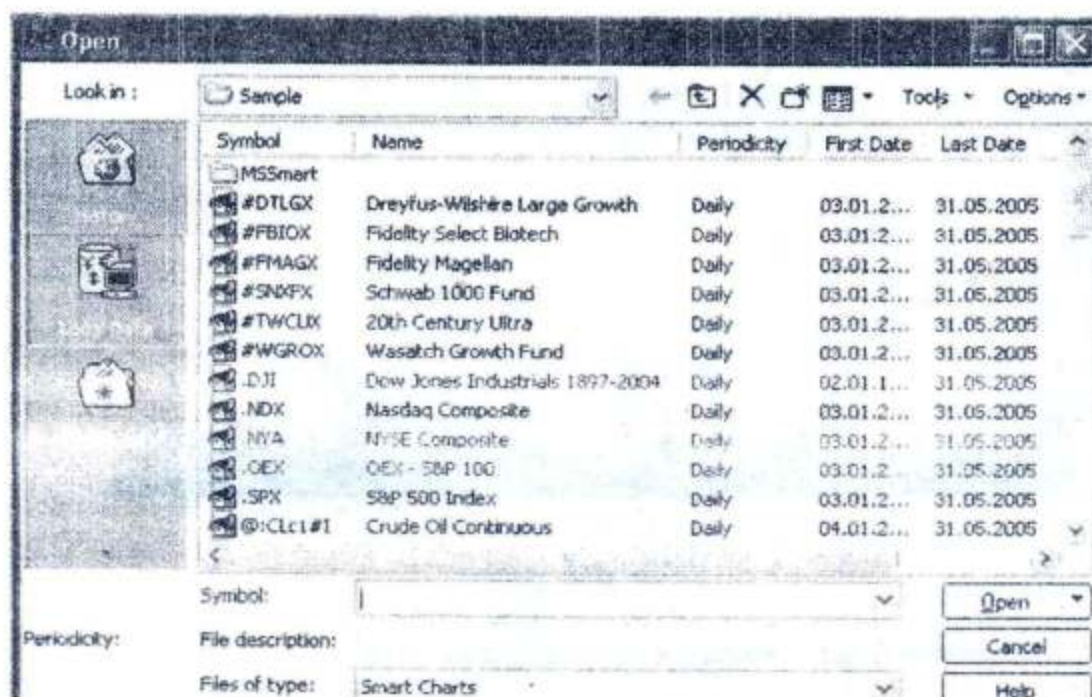 Open
Look in : Sample Tools Options
Symbol Name Periodicity First Date Last Date
MSSmart
#DTLGX Dreyfus-Wilshire Large Growth Daily 03.01.2... 31.05.2005
#FBIOX Fidelity Select Biotech Daily 03.01.2... 31.05.2005
#FMAGX Fidelity Magellan Daily 03.01.2... 31.05.2005
#SNXFX Schwab 1000 Fund Daily 03.01.2... 31.05.2005
#TWCUX 20th Century Ultra Daily 03.01.2... 31.05.2005
#WGROX Wasatch Growth Fund Daily 03.01.2... 31.05.2005
.DJI Dow Jones Industrials 1897-2004 Daily 02.01.1... 31.05.2005
.NDX Nasdaq Composite Daily 03.01.2... 31.05.2005
.NYA NYSE Composite Daily 03.01.2... 31.05.2005
.OEX OEX - S&P 100 Daily 03.01.2... 31.05.2005
.SPX S&P 500 Index Daily 03.01.2... 31.05.2005
@:CLc1#I Crude Oil Continuous Daily 04.01.2... 31.05.2005
Symbol: Open
Periodicity: File description: Cancel
Files of type: Smart Charts Help